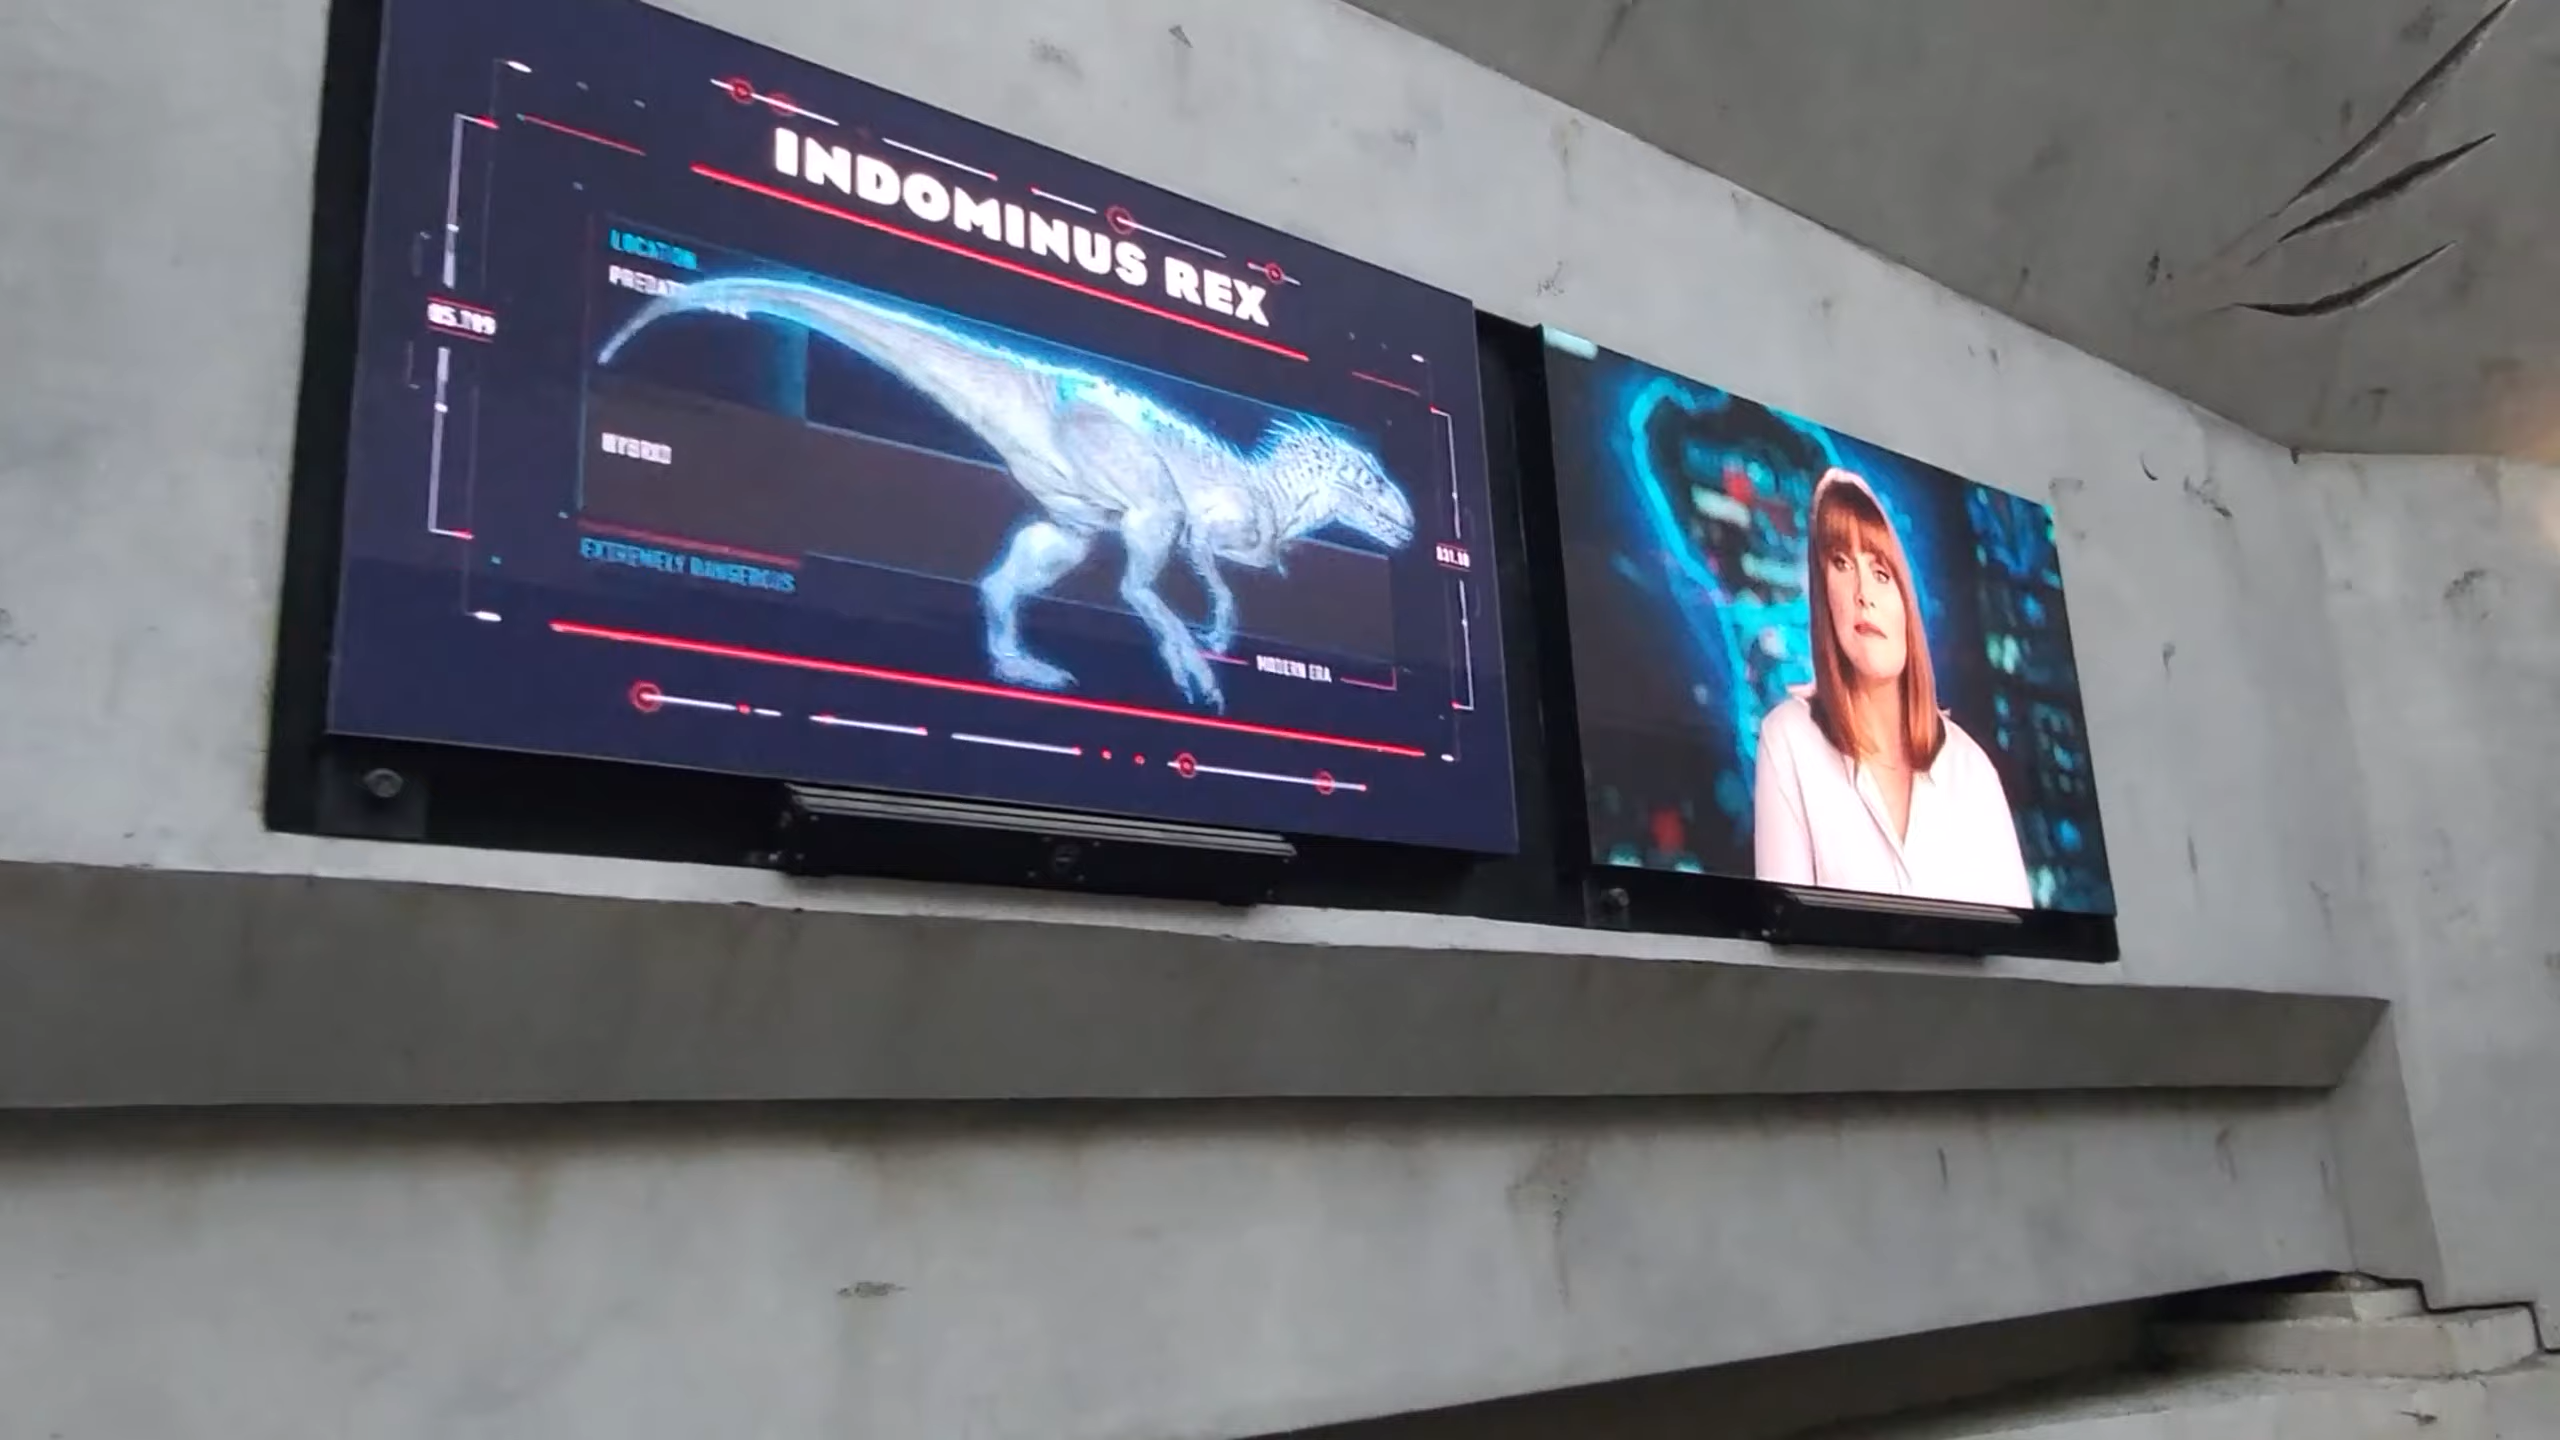 INDOMINUS REX
LOCATION
HYBRID
EXTREMELY DANGEROUS
MODERN ERA